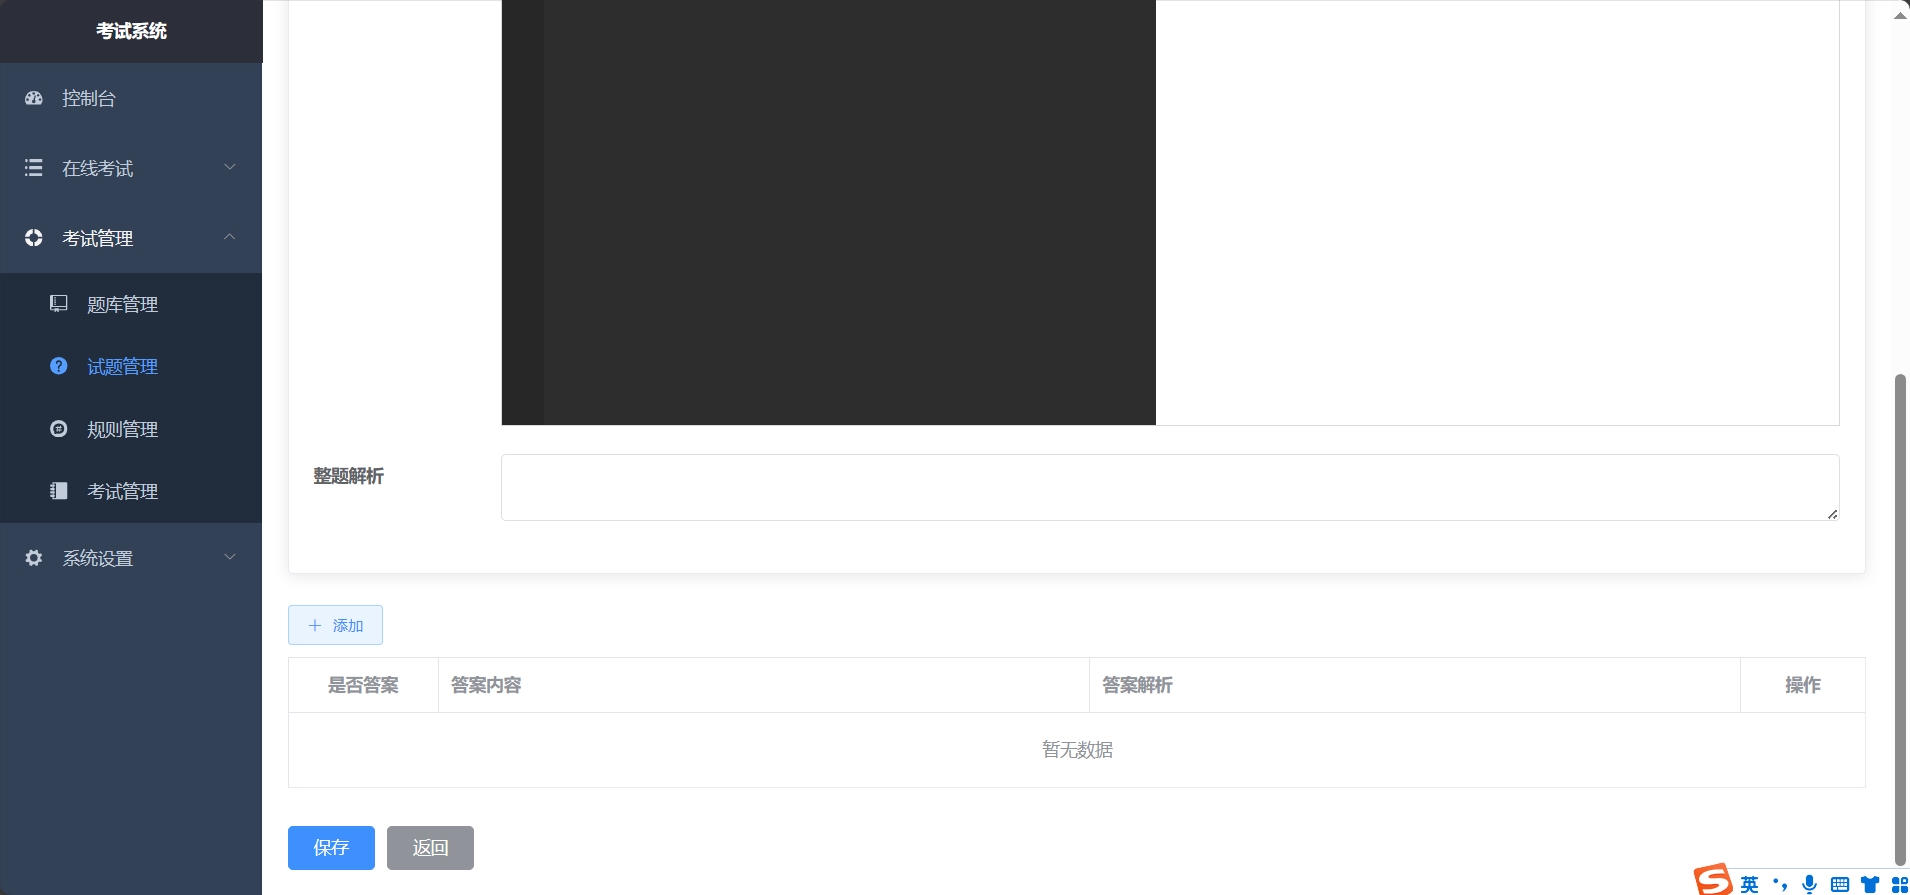 考试系统
控制台
在线考试
考试管理
题库管理
试题管理
规则管理
考试管理
系统设置
整题解析
添加
是否答案 答案内容 答案解析 操作
暂无数据
保存 返回
英